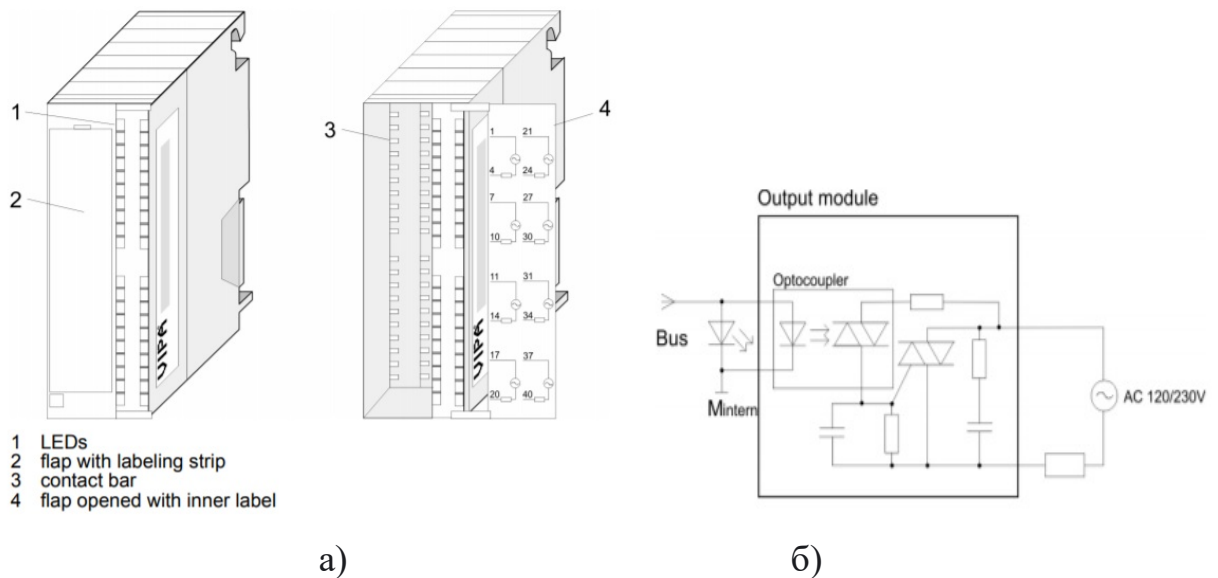 1
2
VIPA
3
4
VIPA
1 21
4 24
7 27
10 30
11 31
14 34
17 37
20 40
1 LEDs
2 flap with labeling strip
3 contact bar
4 flap opened with inner label
Output module
Optocoupler
Bus
Mintern
AC 120/230V
а) б)